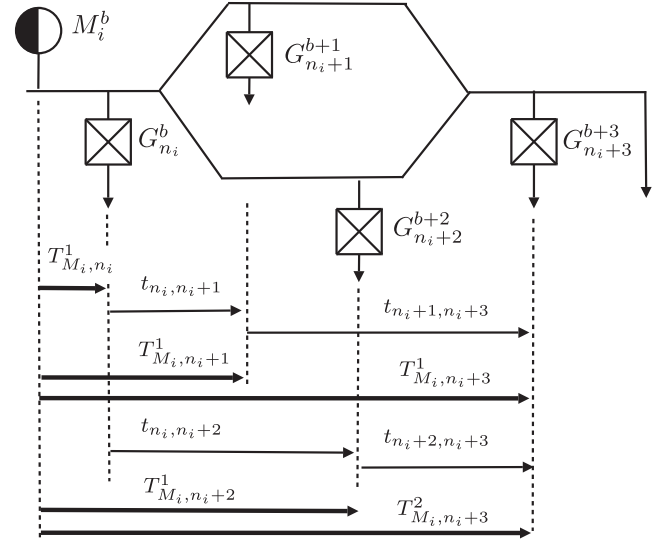 M_i^b
G_{n_i+1}^{b+1}
G_{n_i}^b
G_{n_i+3}^{b+3}
G_{n_i+2}^{b+2}
T_{M_i,n_i}^1
t_{n_i,n_i+1}
t_{n_i+1,n_i+3}
T_{M_i,n_i+1}^1
T_{M_i,n_i+3}^1
t_{n_i,n_i+2}
t_{n_i+2,n_i+3}
T_{M_i,n_i+2}^1
T_{M_i,n_i+3}^2